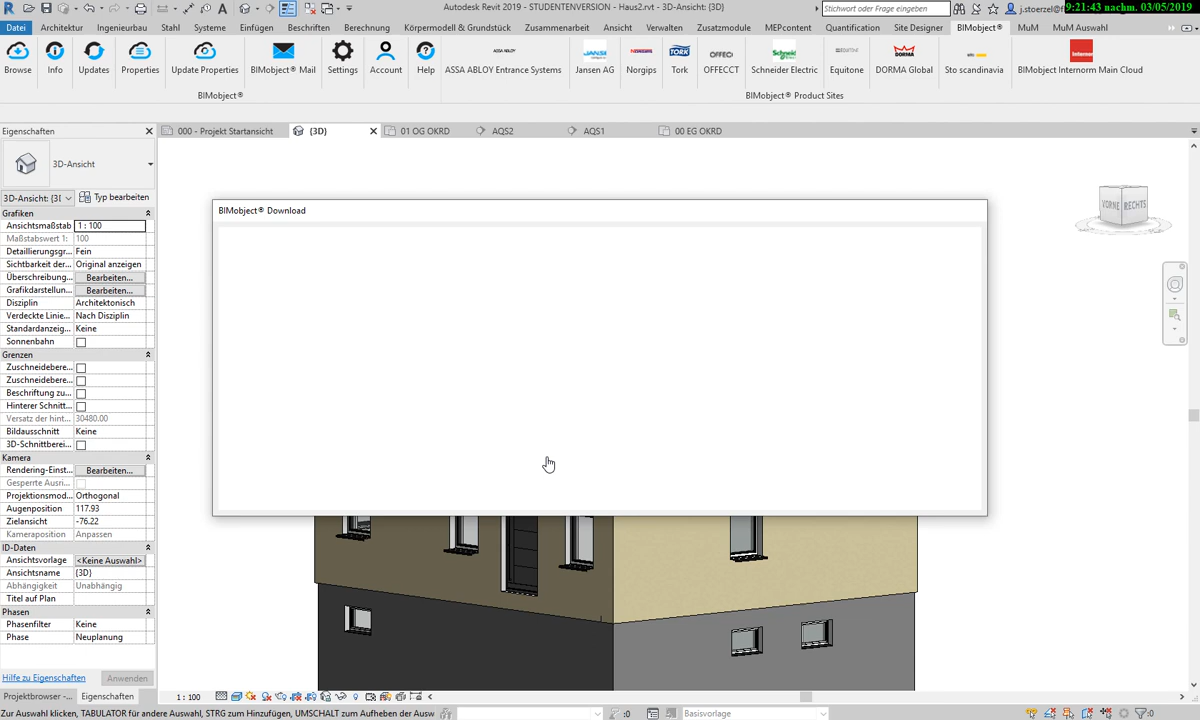 Autodesk Revit 2019 - STUDENTENVERSION - Haus2.rvt - 3D-Ansicht: {3D}
Stichwort oder Frage eingeben
j.stoerzel@
9:21:43 nachm. 03/05/2019
Datei Architektur Ingenieurbau Stahl Systeme Einfügen Beschriften Berechnung Körpermodell & Grundstück Zusammenarbeit Ansicht Verwalten Zusatzmodule MEPcontent Quantification Site Designer BIMobject® MuM MuM Auswahl
Browse Info Updates Properties Update Properties BIMobject® Mail Settings Account Help ASSA ABLOY Entrance Systems Jansen AG Norgips Tork OFFECCT Schneider Electric Equitone DORMA Global Sto scandinavia BIMobject Internorm Main Cloud
BIMobject® BIMobject® Product Sites
Eigenschaften
000 - Projekt Startansicht {3D} 01 OG OKRD AQS2 AQS1 00 EG OKRD
3D-Ansicht
3D-Ansicht: {3I Typ bearbeiten
Grafiken
Ansichtsmaßstab 1 : 100
Maßstabswert 1: 100
Detaillierungsgr... Fein
Sichtbarkeit der... Original anzeigen
Überschreibung... Bearbeiten...
Grafikdarstellun... Bearbeiten...
Disziplin Architektonisch
Verdeckte Linie... Nach Disziplin
Standardanzeig... Keine
Sonnenbahn
Grenzen
Zuschneidebere...
Zuschneidebere...
Beschriftung zu...
Hinterer Schnitt...
Versatz der hint... 30480.00
Bildausschnitt Keine
3D-Schnittberei...
Kamera
Rendering-Einst... Bearbeiten...
Gesperrte Ausri...
Projektionsmod... Orthogonal
Augenposition 117.93
Zielansicht -76.22
Kameraposition Anpassen
ID-Daten
Ansichtsvorlage <Keine Auswahl>
Ansichtsname {3D}
Abhängigkeit Unabhängig
Titel auf Plan
Phasen
Phasenfilter Keine
Phase Neuplanung
Hilfe zu Eigenschaften Anwenden
Projektbrowser -... Eigenschaften
BIMobject® Download
VORNE RECHTS
1 : 100
Zur Auswahl klicken, TABULATOR für andere Auswahl, STRG zum Hinzufügen, UMSCHALT zum Aufheben der Ausw
:0 Basisvorlage :0